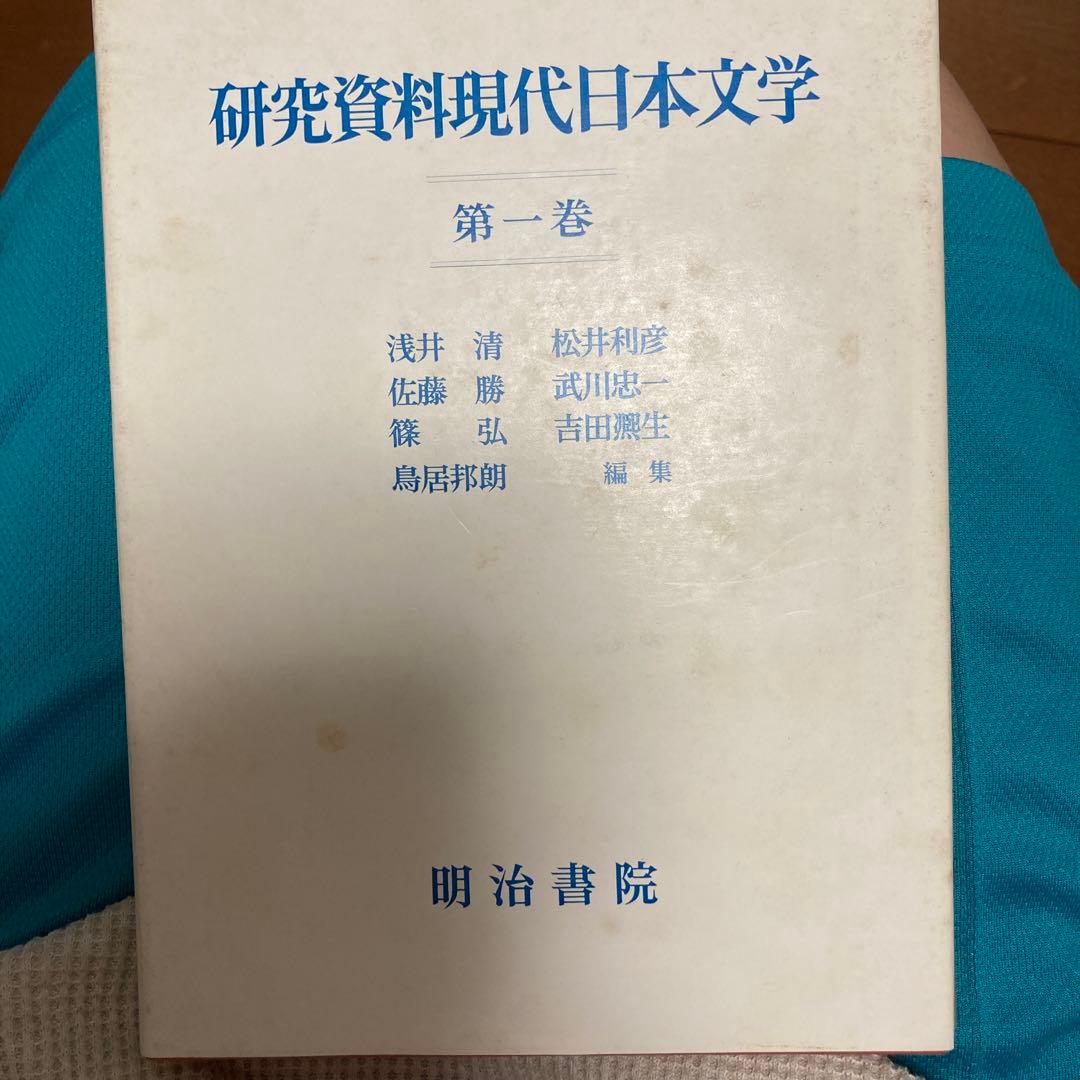 研究資料現代日本文学
第一巻
浅井 清 松井利彦
佐藤 勝 武川忠一
篠 弘 吉田凞生
鳥居邦朗 編集
明治書院